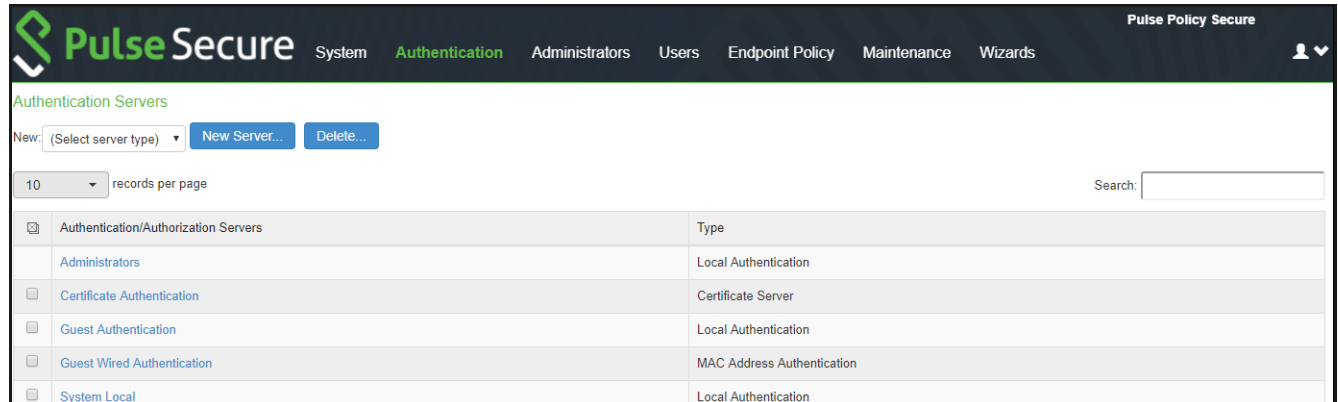 Pulse Policy Secure
Pulse Secure System Authentication Administrators Users Endpoint Policy Maintenance Wizards
Authentication Servers
New: (Select server type) New Server... Delete...
10 records per page Search:
Authentication/Authorization Servers Type
Administrators Local Authentication
Certificate Authentication Certificate Server
Guest Authentication Local Authentication
Guest Wired Authentication MAC Address Authentication
System Local Local Authentication